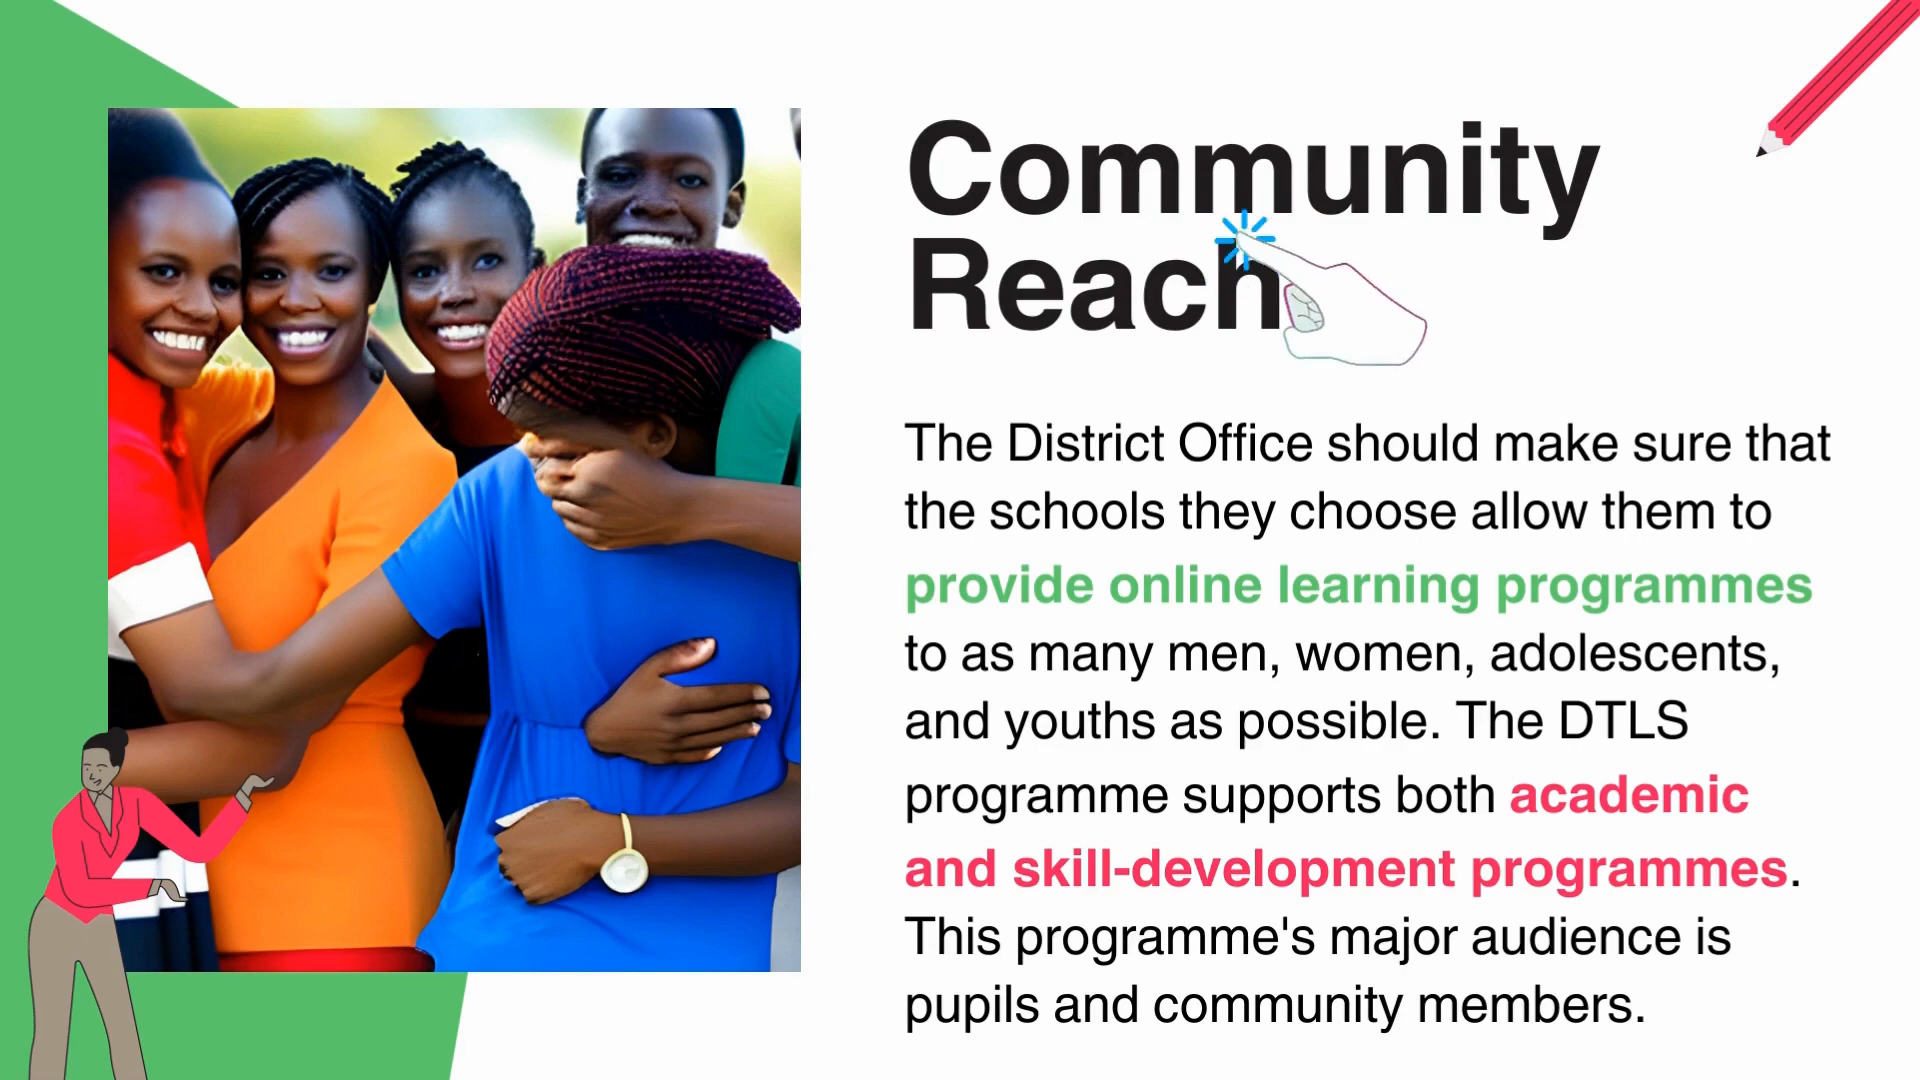 Community
Reach
The District Office should make sure that
the schools they choose allow them to
provide online learning programmes
to as many men, women, adolescents,
and youths as possible. The DTLS
programme supports both academic
and skill-development programmes.
This programme's major audience is
pupils and community members.